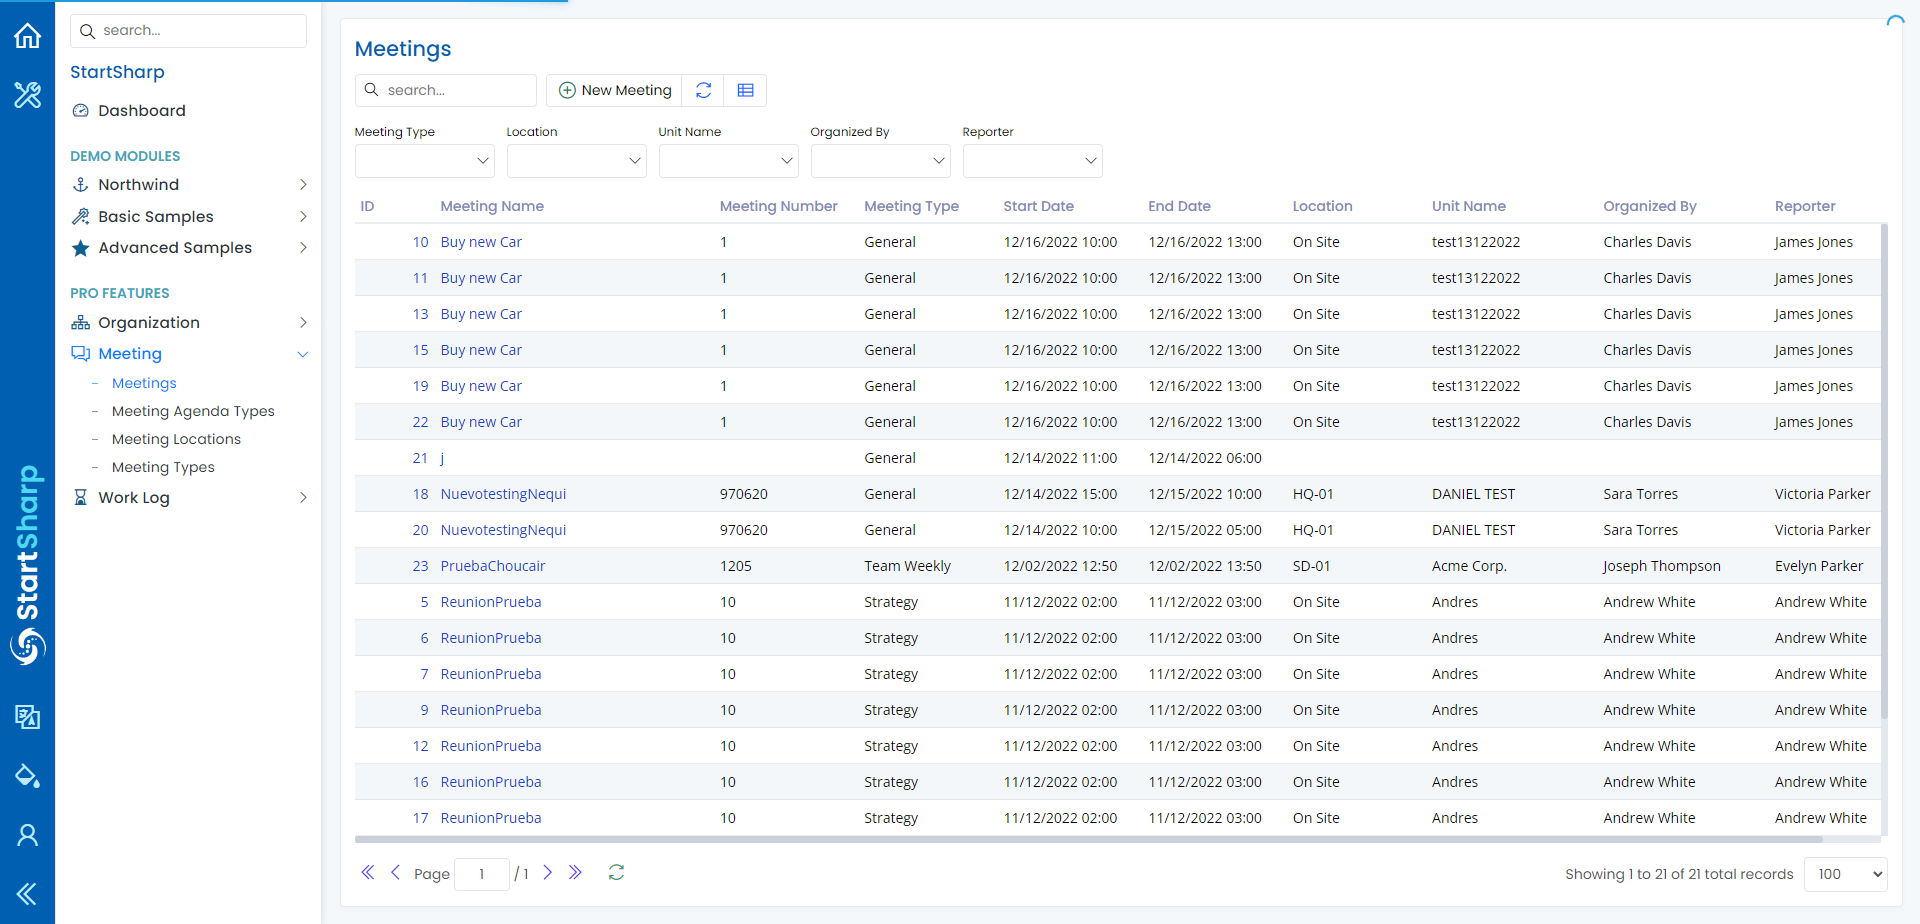 search...
StartSharp
Dashboard
DEMO MODULES
Northwind
Basic Samples
Advanced Samples
PRO FEATURES
Organization
Meeting
- Meetings
- Meeting Agenda Types
- Meeting Locations
- Meeting Types
Work Log
StartSharp
Meetings
search...
New Meeting
Meeting Type Location Unit Name Organized By Reporter
ID Meeting Name Meeting Number Meeting Type Start Date End Date Location Unit Name Organized By Reporter
10 Buy new Car 1 General 12/16/2022 10:00 12/16/2022 13:00 On Site test13122022 Charles Davis James Jones
11 Buy new Car 1 General 12/16/2022 10:00 12/16/2022 13:00 On Site test13122022 Charles Davis James Jones
13 Buy new Car 1 General 12/16/2022 10:00 12/16/2022 13:00 On Site test13122022 Charles Davis James Jones
15 Buy new Car 1 General 12/16/2022 10:00 12/16/2022 13:00 On Site test13122022 Charles Davis James Jones
19 Buy new Car 1 General 12/16/2022 10:00 12/16/2022 13:00 On Site test13122022 Charles Davis James Jones
22 Buy new Car 1 General 12/16/2022 10:00 12/16/2022 13:00 On Site test13122022 Charles Davis James Jones
21 j General 12/14/2022 11:00 12/14/2022 06:00
18 NuevotestingNequi 970620 General 12/14/2022 15:00 12/15/2022 10:00 HQ-01 DANIEL TEST Sara Torres Victoria Parker
20 NuevotestingNequi 970620 General 12/14/2022 10:00 12/15/2022 05:00 HQ-01 DANIEL TEST Sara Torres Victoria Parker
23 PruebaChoucair 1205 Team Weekly 12/02/2022 12:50 12/02/2022 13:50 SD-01 Acme Corp. Joseph Thompson Evelyn Parker
5 ReunionPrueba 10 Strategy 11/12/2022 02:00 11/12/2022 03:00 On Site Andres Andrew White Andrew White
6 ReunionPrueba 10 Strategy 11/12/2022 02:00 11/12/2022 03:00 On Site Andres Andrew White Andrew White
7 ReunionPrueba 10 Strategy 11/12/2022 02:00 11/12/2022 03:00 On Site Andres Andrew White Andrew White
9 ReunionPrueba 10 Strategy 11/12/2022 02:00 11/12/2022 03:00 On Site Andres Andrew White Andrew White
12 ReunionPrueba 10 Strategy 11/12/2022 02:00 11/12/2022 03:00 On Site Andres Andrew White Andrew White
16 ReunionPrueba 10 Strategy 11/12/2022 02:00 11/12/2022 03:00 On Site Andres Andrew White Andrew White
17 ReunionPrueba 10 Strategy 11/12/2022 02:00 11/12/2022 03:00 On Site Andres Andrew White Andrew White
Page 1 / 1
Showing 1 to 21 of 21 total records 100